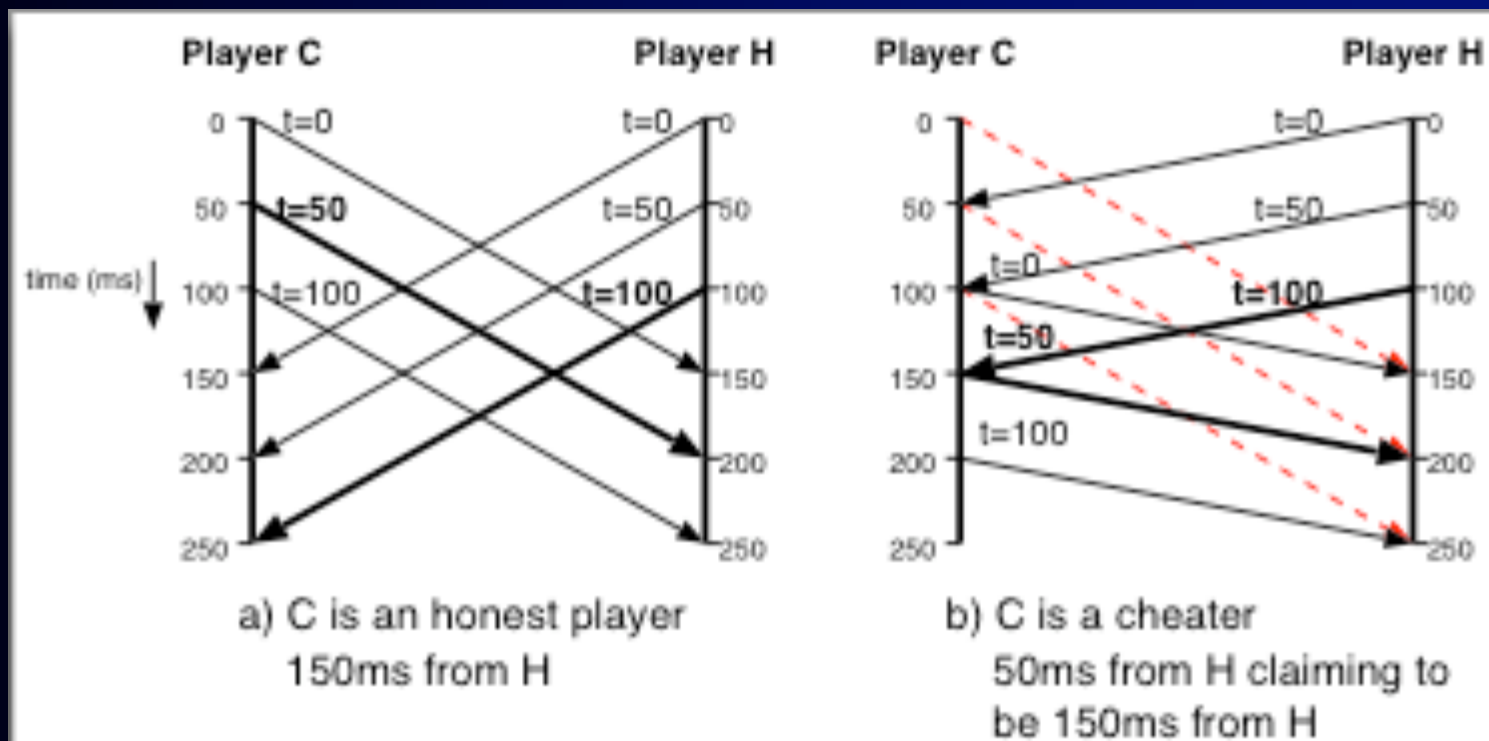 Player C Player H
0 t=0 t=0 0
50 t=50 t=50 50
time (ms) 100 t=100 t=100 100
150 150
200 200
250 250
a) C is an honest player
150ms from H
Player C Player H
0 t=0 0
50 t=50 50
t=0
100 t=100 100
t=50
150 150
t=100
200 200
250 250
b) C is a cheater
50ms from H claiming to
be 150ms from H